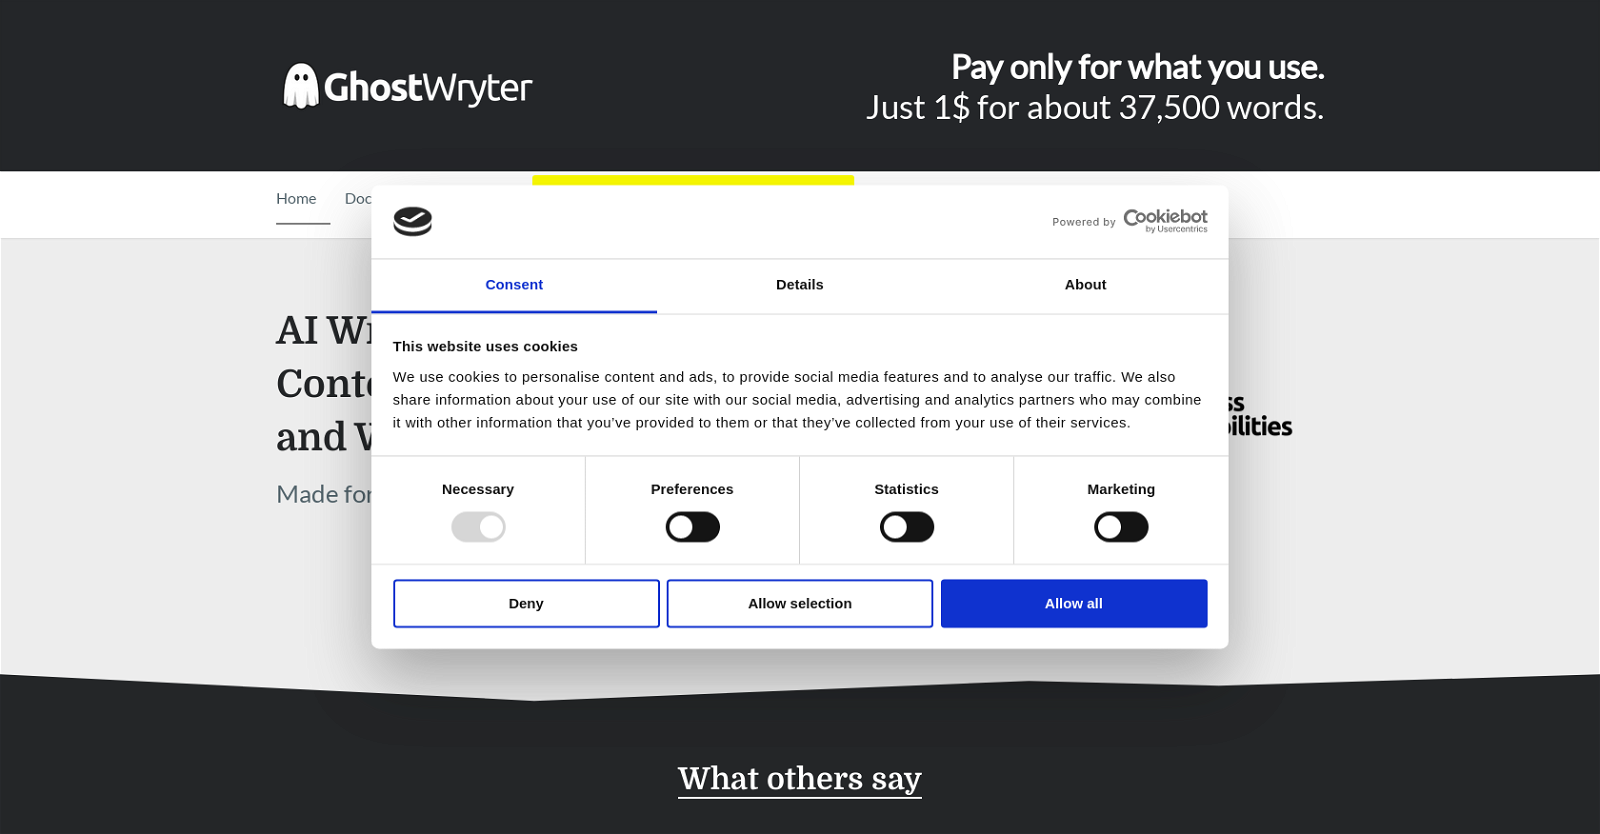 GhostWryter
Pay only for what you use.
Just 1$ for about 37,500 words.
Home
Powered by Cookiebot
by Usercentrics
Consent
Details
About
This website uses cookies
We use cookies to personalise content and ads, to provide social media features and to analyse our traffic. We also
share information about your use of our site with our social media, advertising and analytics partners who may combine
it with other information that you've provided to them or that they've collected from your use of their services.
Necessary
Preferences
Statistics
Marketing
Deny
Allow selection
Allow all
AI
and
Made for
What others say